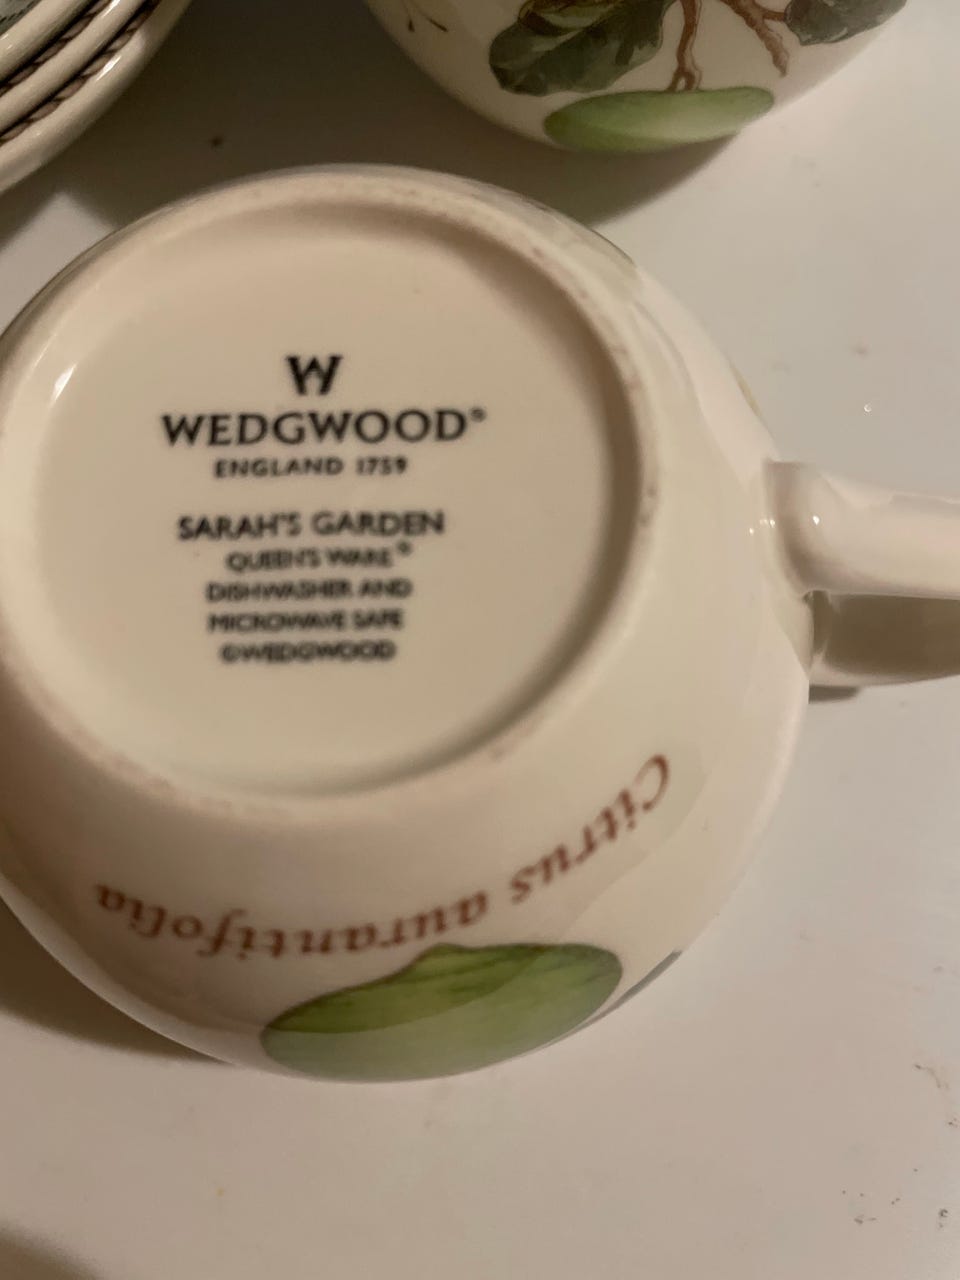 W
WEDGWOOD®
ENGLAND 1759
SARAH'S GARDEN
QUEEN'S WARE®
DISHWASHER AND
MICROWAVE SAFE
©WEDGWOOD
Citrus aurantifolia